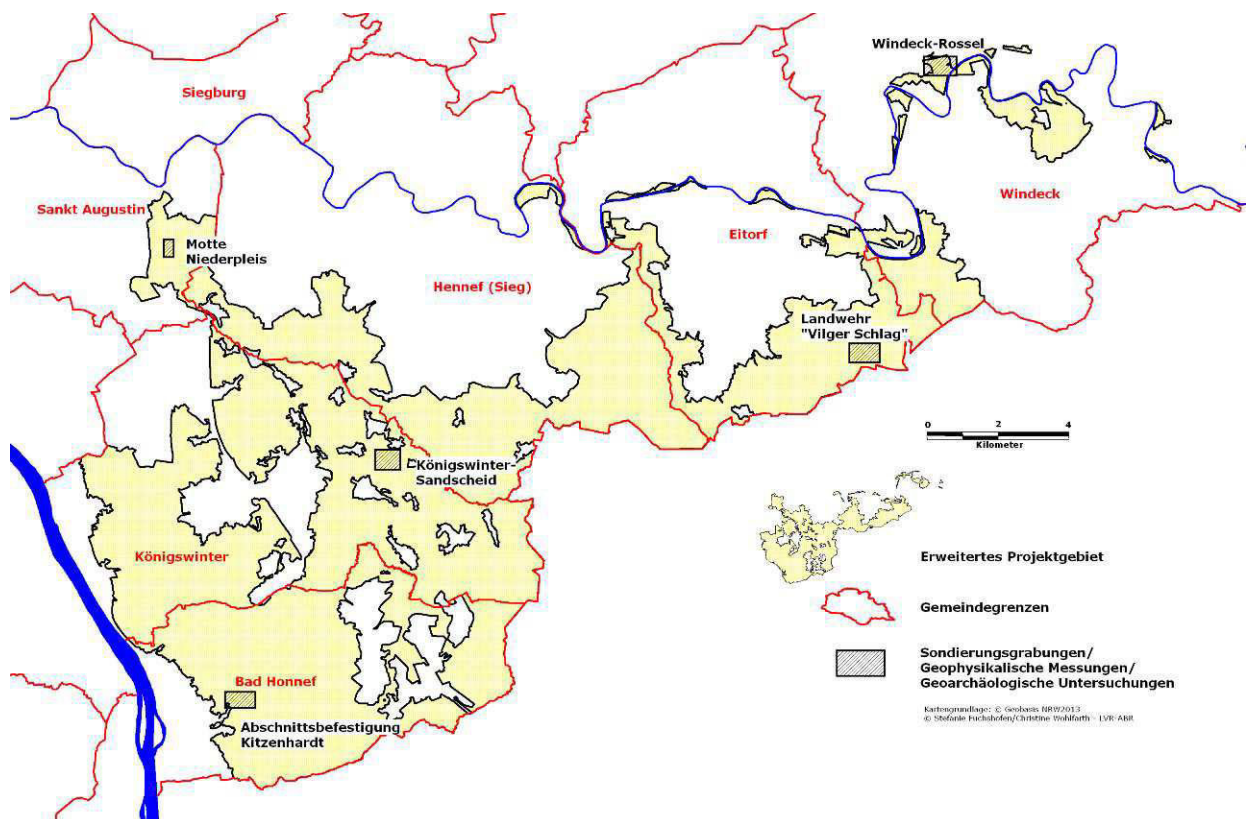 Windeck-Rossel
Siegburg
Sankt Augustin
Windeck
Motte
Niederpleis
Eitorf
Hennef (Sieg)
Landwehr
"Vilger Schlag"
0 2 4
Kilometer
Königswinter-
Sandscheid
Königswinter
Erweitertes Projektgebiet
Gemeindegrenzen
Sondierungsgrabungen/
Geophysikalische Messungen/
Geoarchäologische Untersuchungen
Bad Honnef
Abschnittsbefestigung
Kitzenhardt
Kartengrundlage: © Geobasis NRW2013
© Stefanie Fuchshofen/Christine Wohlfarth - LVR-ABR